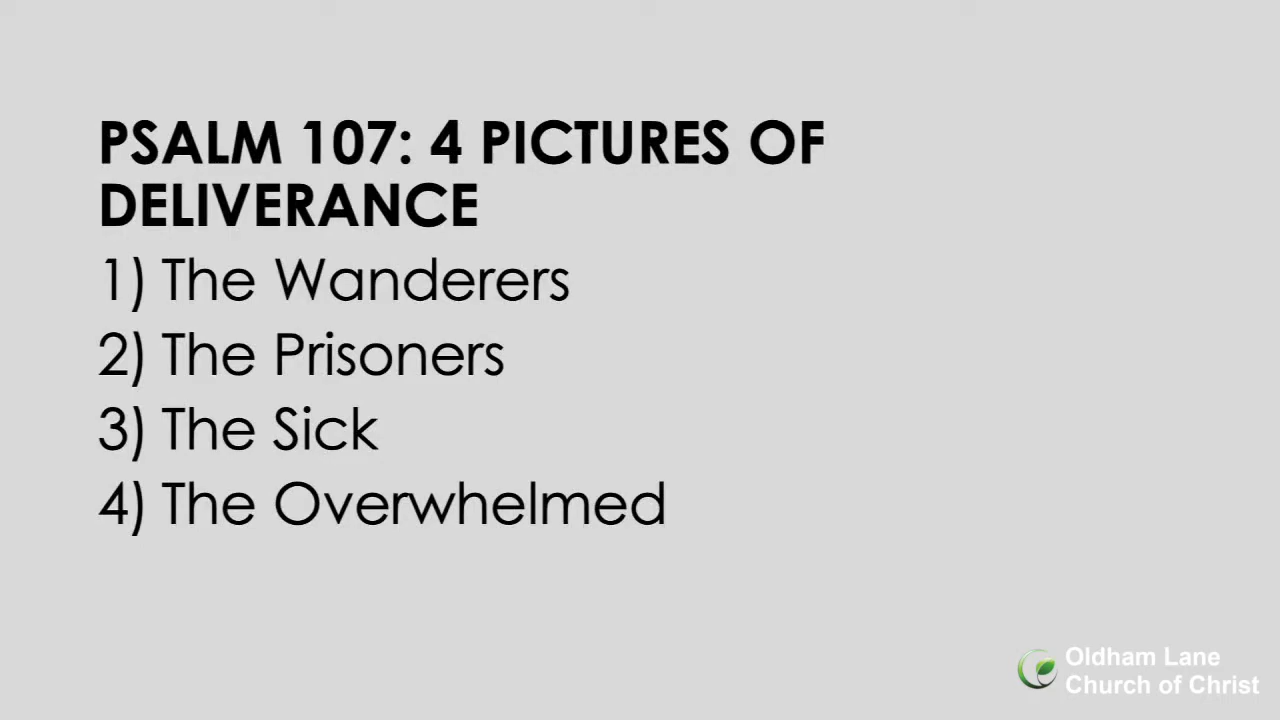 PSALM 107: 4 PICTURES OF
DELIVERANCE
1) The Wanderers
2) The Prisoners
3) The Sick
4) The Overwhelmed
Oldham Lane
Church of Christ